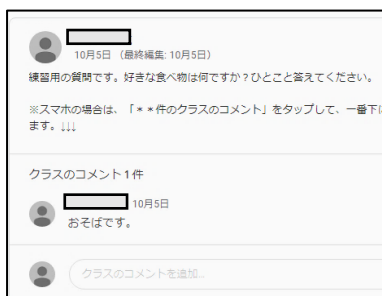 10月5日 （最終編集: 10月5日）
練習用の質問です。好きな食べ物は何ですか？ひとこと答えてください。
※スマホの場合は、「＊＊件のクラスのコメント」をタップして、一番下に
ます。↓↓↓
クラスのコメント 1 件
10月5日
おそばです。
クラスのコメントを追加...